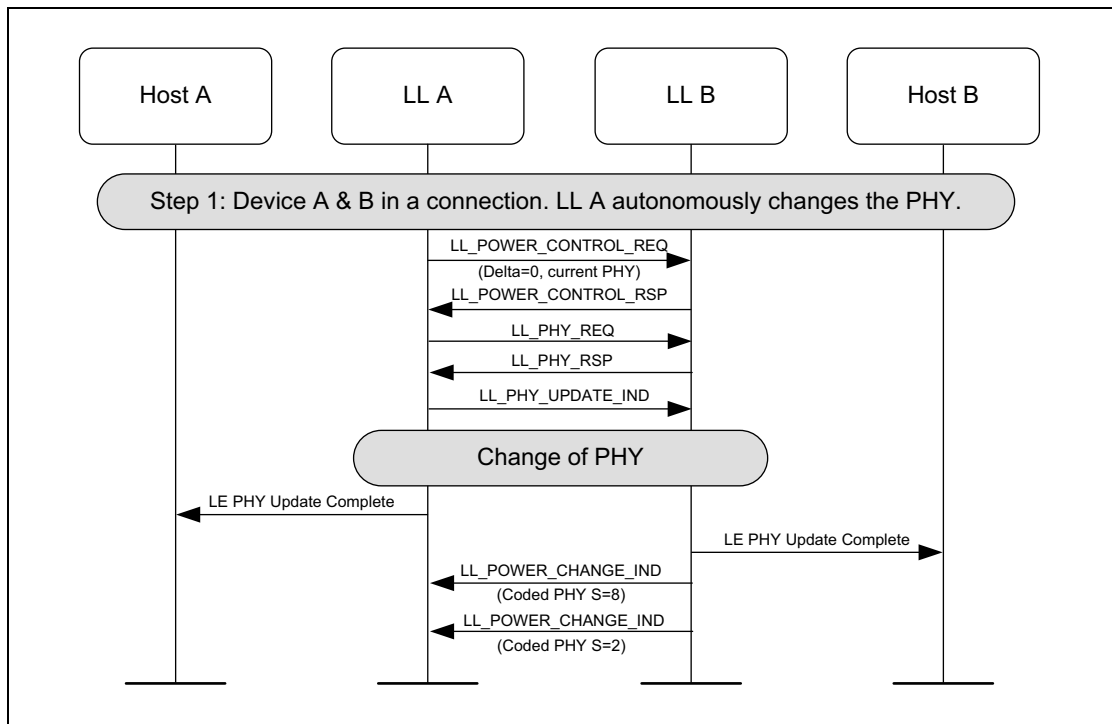 Host A
LL A
LL B
Host B
Step 1: Device A & B in a connection. LL A autonomously changes the PHY.
LL_POWER_CONTROL_REQ
(Delta=0, current PHY)
LL_POWER_CONTROL_RSP
LL_PHY_REQ
LL_PHY_RSP
LL_PHY_UPDATE_IND
Change of PHY
LE PHY Update Complete
LE PHY Update Complete
LL_POWER_CHANGE_IND
(Coded PHY S=8)
LL_POWER_CHANGE_IND
(Coded PHY S=2)